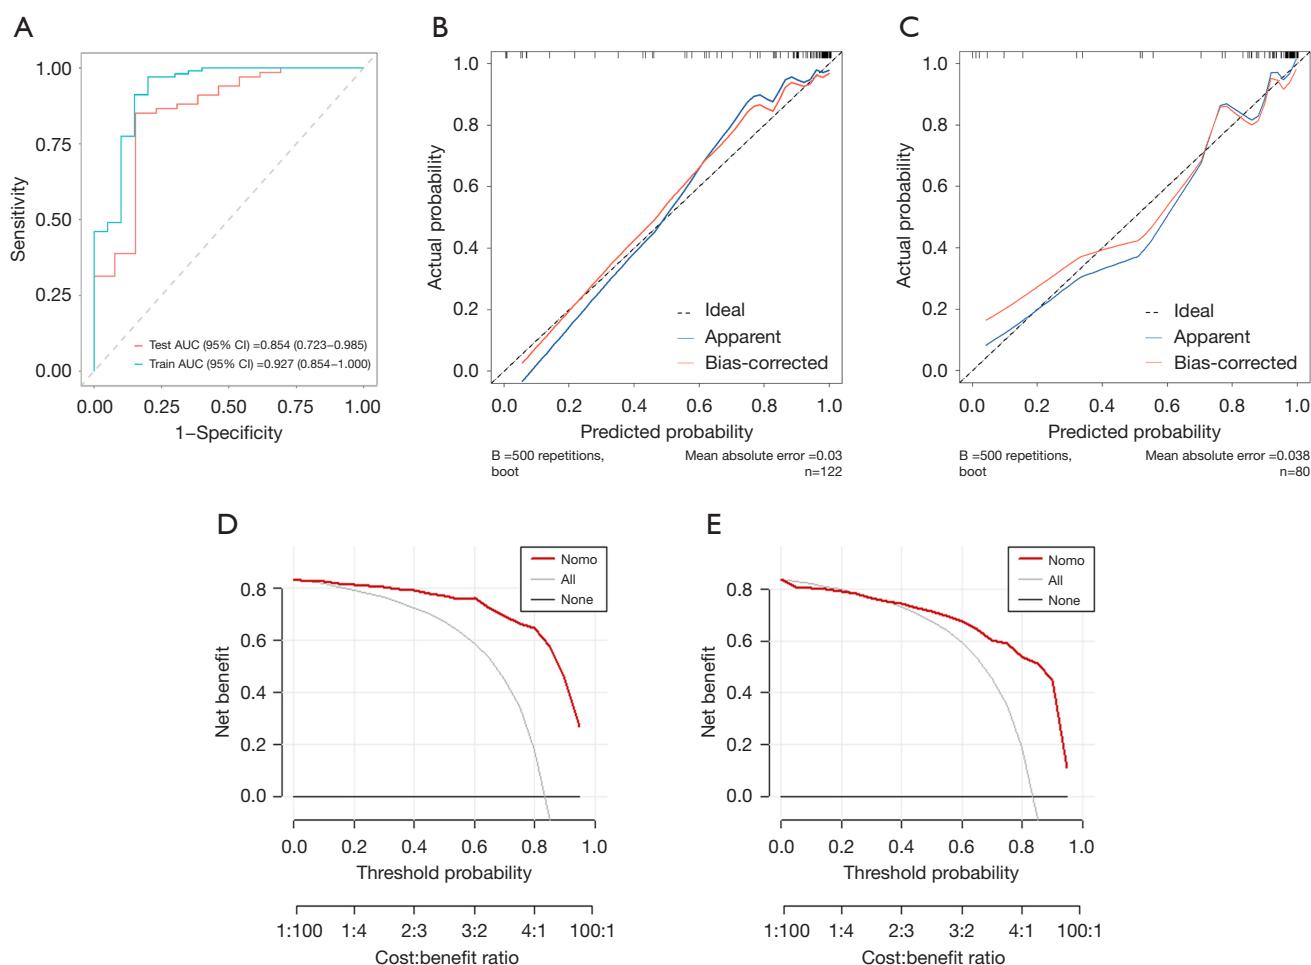 A
1.00
0.75
0.50
0.25
0.00
Sensitivity
Test AUC (95% CI) =0.854 (0.723–0.985)
Train AUC (95% CI) =0.927 (0.854–1.000)
0.00 0.25 0.50 0.75 1.00
1–Specificity
B
1.0
0.8
0.6
0.4
0.2
0.0
Actual probability
Ideal
Apparent
Bias-corrected
0.0 0.2 0.4 0.6 0.8 1.0
Predicted probability
B =500 repetitions, boot
Mean absolute error =0.03
n=122
C
1.0
0.8
0.6
0.4
0.2
0.0
Actual probability
Ideal
Apparent
Bias-corrected
0.0 0.2 0.4 0.6 0.8 1.0
Predicted probability
B =500 repetitions, boot
Mean absolute error =0.038
n=80
D
Nomo
All
None
0.8
0.6
0.4
0.2
0.0
Net benefit
0.0 0.2 0.4 0.6 0.8 1.0
Threshold probability
1:100 1:4 2:3 3:2 4:1 100:1
Cost:benefit ratio
E
Nomo
All
None
0.8
0.6
0.4
0.2
0.0
Net benefit
0.0 0.2 0.4 0.6 0.8 1.0
Threshold probability
1:100 1:4 2:3 3:2 4:1 100:1
Cost:benefit ratio